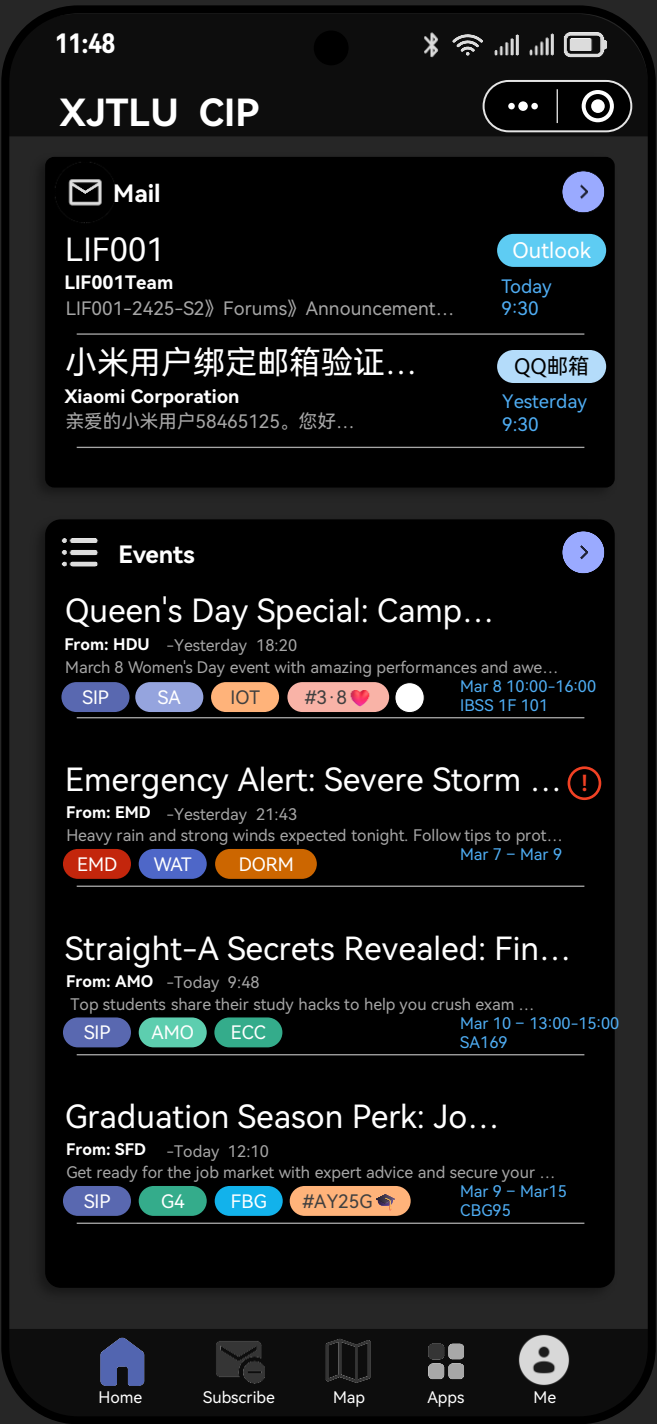 11:48
XJTLU CIP
Mail
LIF001
Outlook
LIF001Team
Today
LIF001-2425-S2》Forums》Announcement...
9:30
小米用户绑定邮箱验证...
QQ邮箱
Xiaomi Corporation
Yesterday
亲爱的小米用户58465125。您好...
9:30
Events
Queen's Day Special: Camp...
From: HDU -Yesterday 18:20
March 8 Women's Day event with amazing performances and awe...
SIP SA IOT #3·8 Mar 8 10:00-16:00
IBSS 1F 101
Emergency Alert: Severe Storm ...
From: EMD -Yesterday 21:43
Heavy rain and strong winds expected tonight. Follow tips to prot...
EMD WAT DORM Mar 7 – Mar 9
Straight-A Secrets Revealed: Fin...
From: AMO -Today 9:48
Top students share their study hacks to help you crush exam ...
SIP AMO ECC Mar 10 – 13:00-15:00
SA169
Graduation Season Perk: Jo...
From: SFD -Today 12:10
Get ready for the job market with expert advice and secure your ...
SIP G4 FBG #AY25G🎓 Mar 9 – Mar15
CBG95
Home Subscribe Map Apps Me